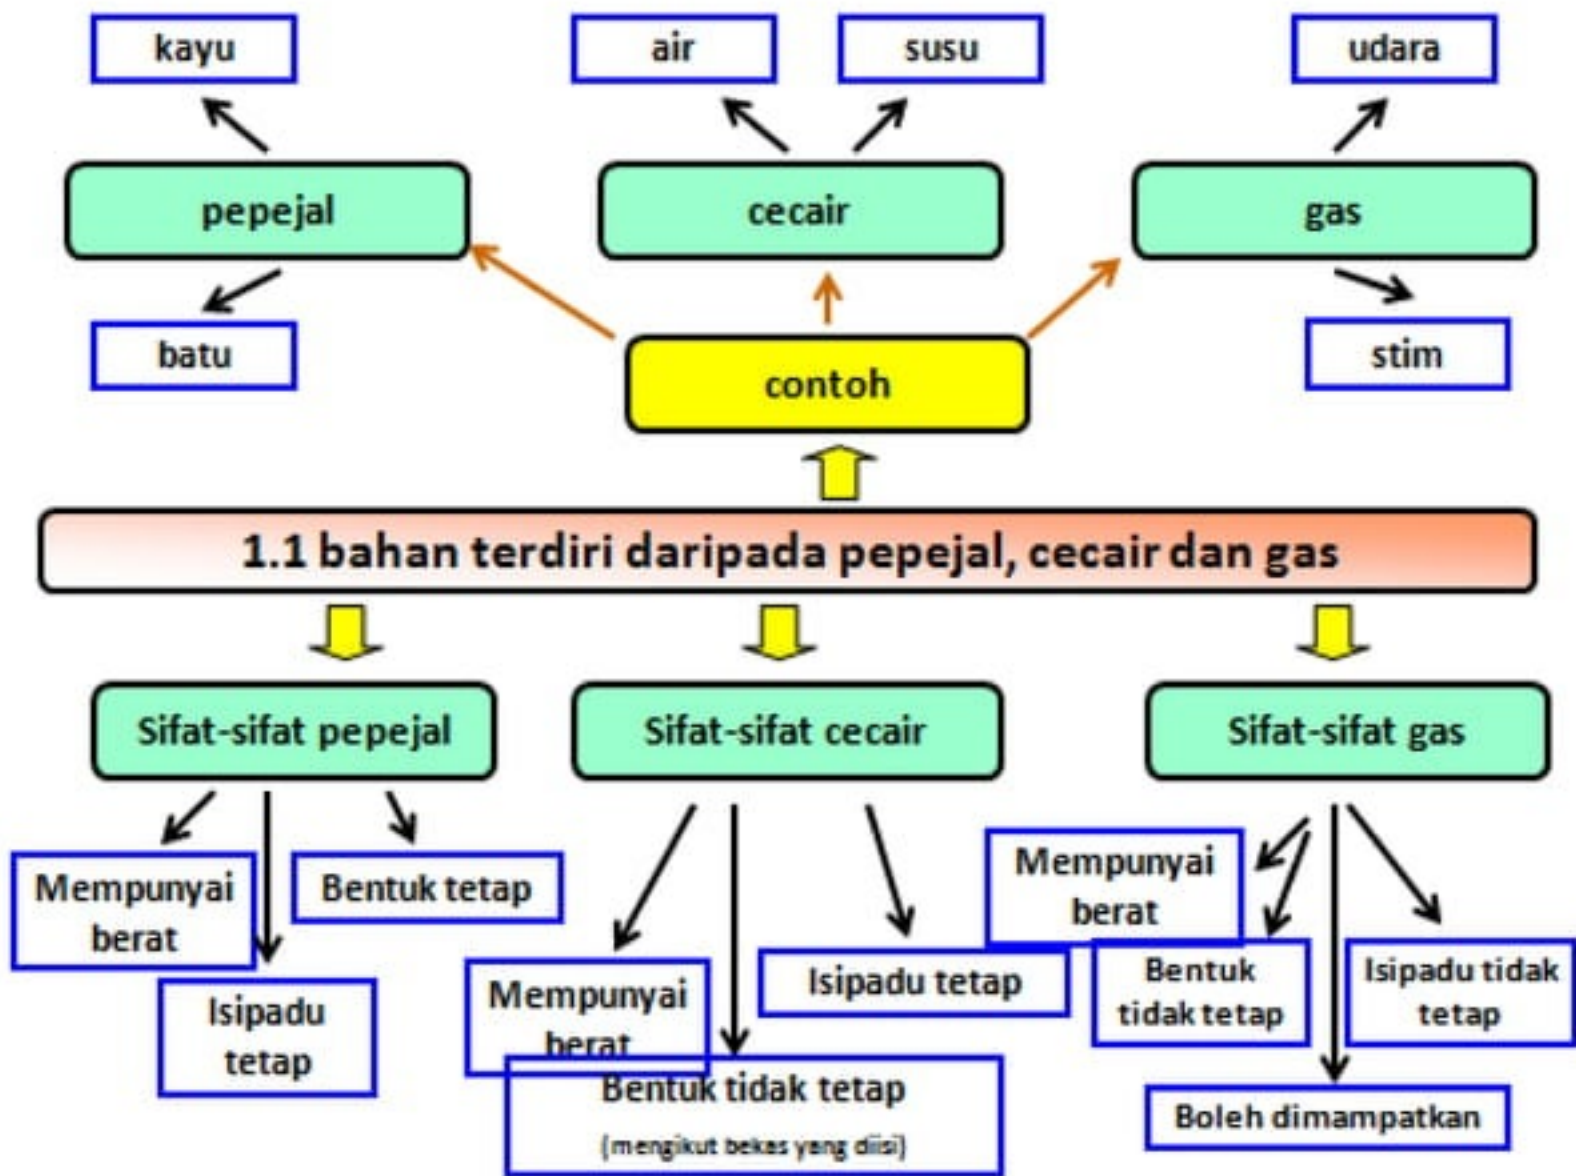 kayu
air
susu
udara
pepejal
cecair
gas
batu
stim
contoh
1.1 bahan terdiri daripada pepejal, cecair dan gas
Sifat-sifat pepejal
Sifat-sifat cecair
Sifat-sifat gas
Mempunyai
berat
Bentuk tetap
Isipadu
tetap
Mempunyai
berat
Isipadu tetap
Bentuk tidak tetap
(mengikut bekas yang diisi)
Mempunyai
berat
Bentuk
tidak tetap
Isipadu tidak
tetap
Boleh dimampatkan